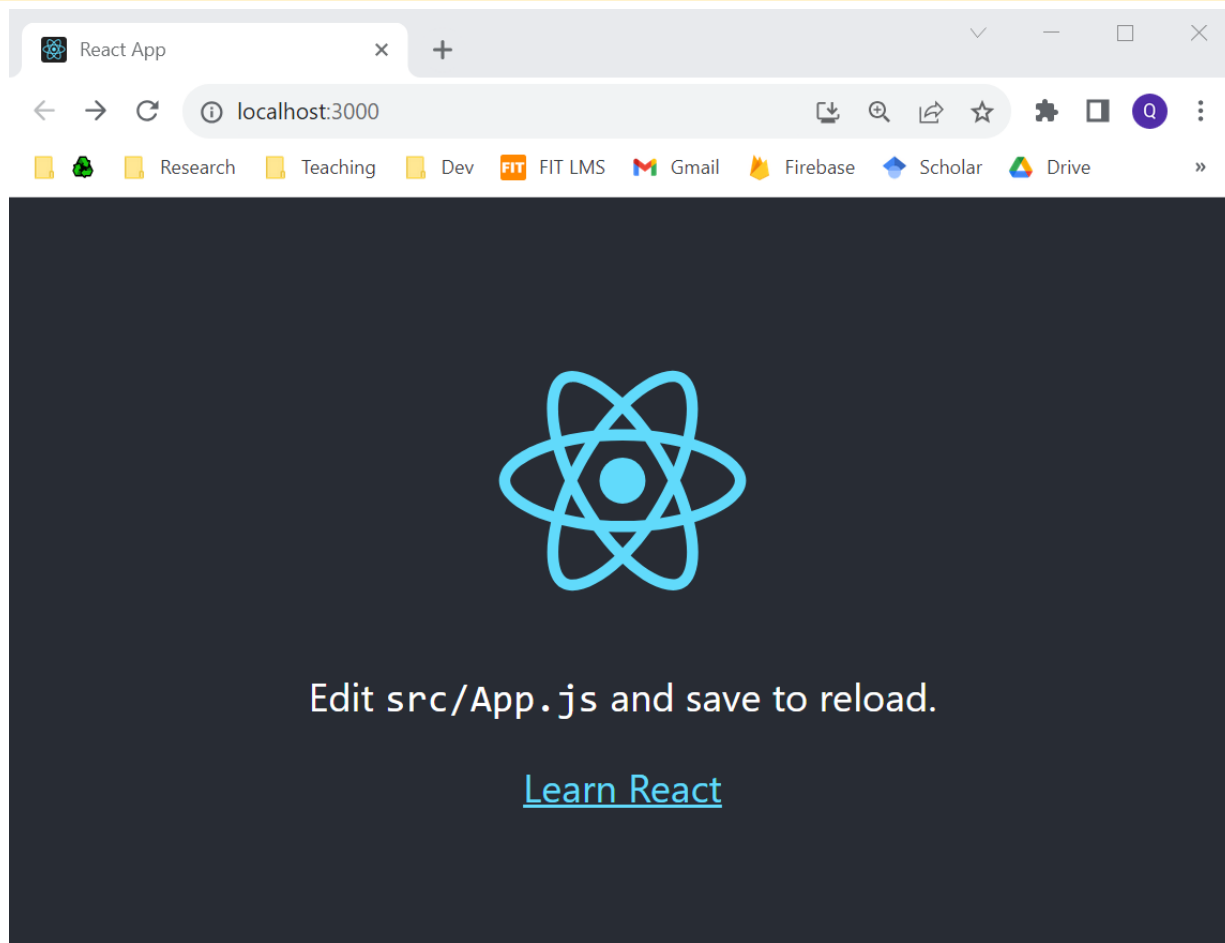 React App
localhost:3000
Q
Research Teaching Dev FIT FIT LMS Gmail Firebase Scholar Drive »
Edit src/App.js and save to reload.
Learn React